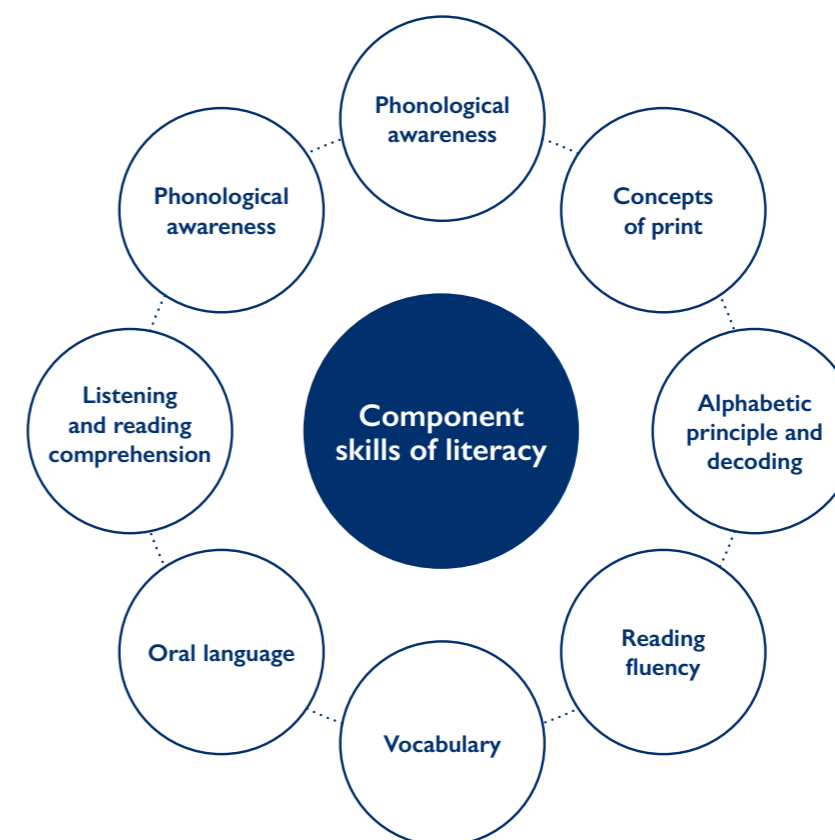 Phonological
awareness
Concepts
of print
Alphabetic
principle and
decoding
Reading
fluency
Vocabulary
Oral language
Listening
and reading
comprehension
Phonological
awareness
Component
skills of literacy